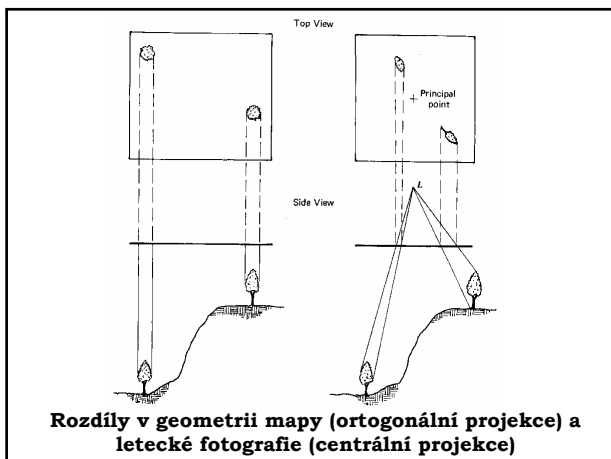 Top View
Principal
point
Side View
L
Rozdíly v geometrii mapy (ortogonální projekce) a
letecké fotografie (centrální projekce)